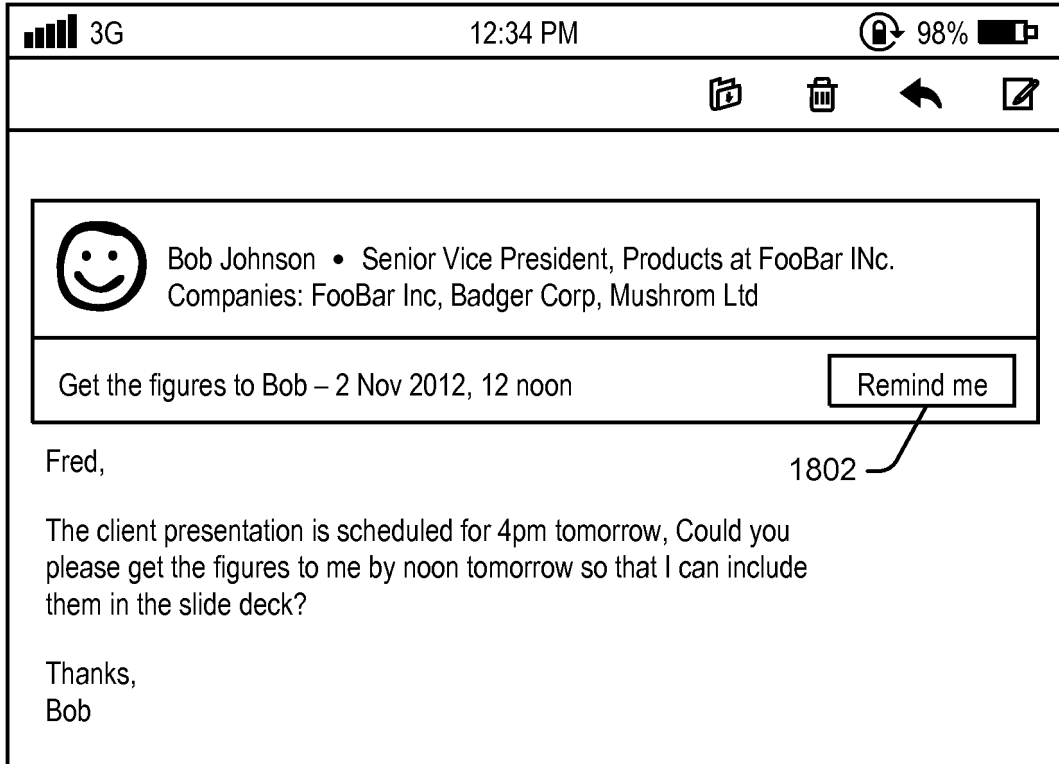 3G 12:34 PM 98%
Bob Johnson • Senior Vice President, Products at FooBar INc.
Companies: FooBar Inc, Badger Corp, Mushrom Ltd
Get the figures to Bob – 2 Nov 2012, 12 noon Remind me
1802
Fred,
The client presentation is scheduled for 4pm tomorrow, Could you
please get the figures to me by noon tomorrow so that I can include
them in the slide deck?
Thanks,
Bob